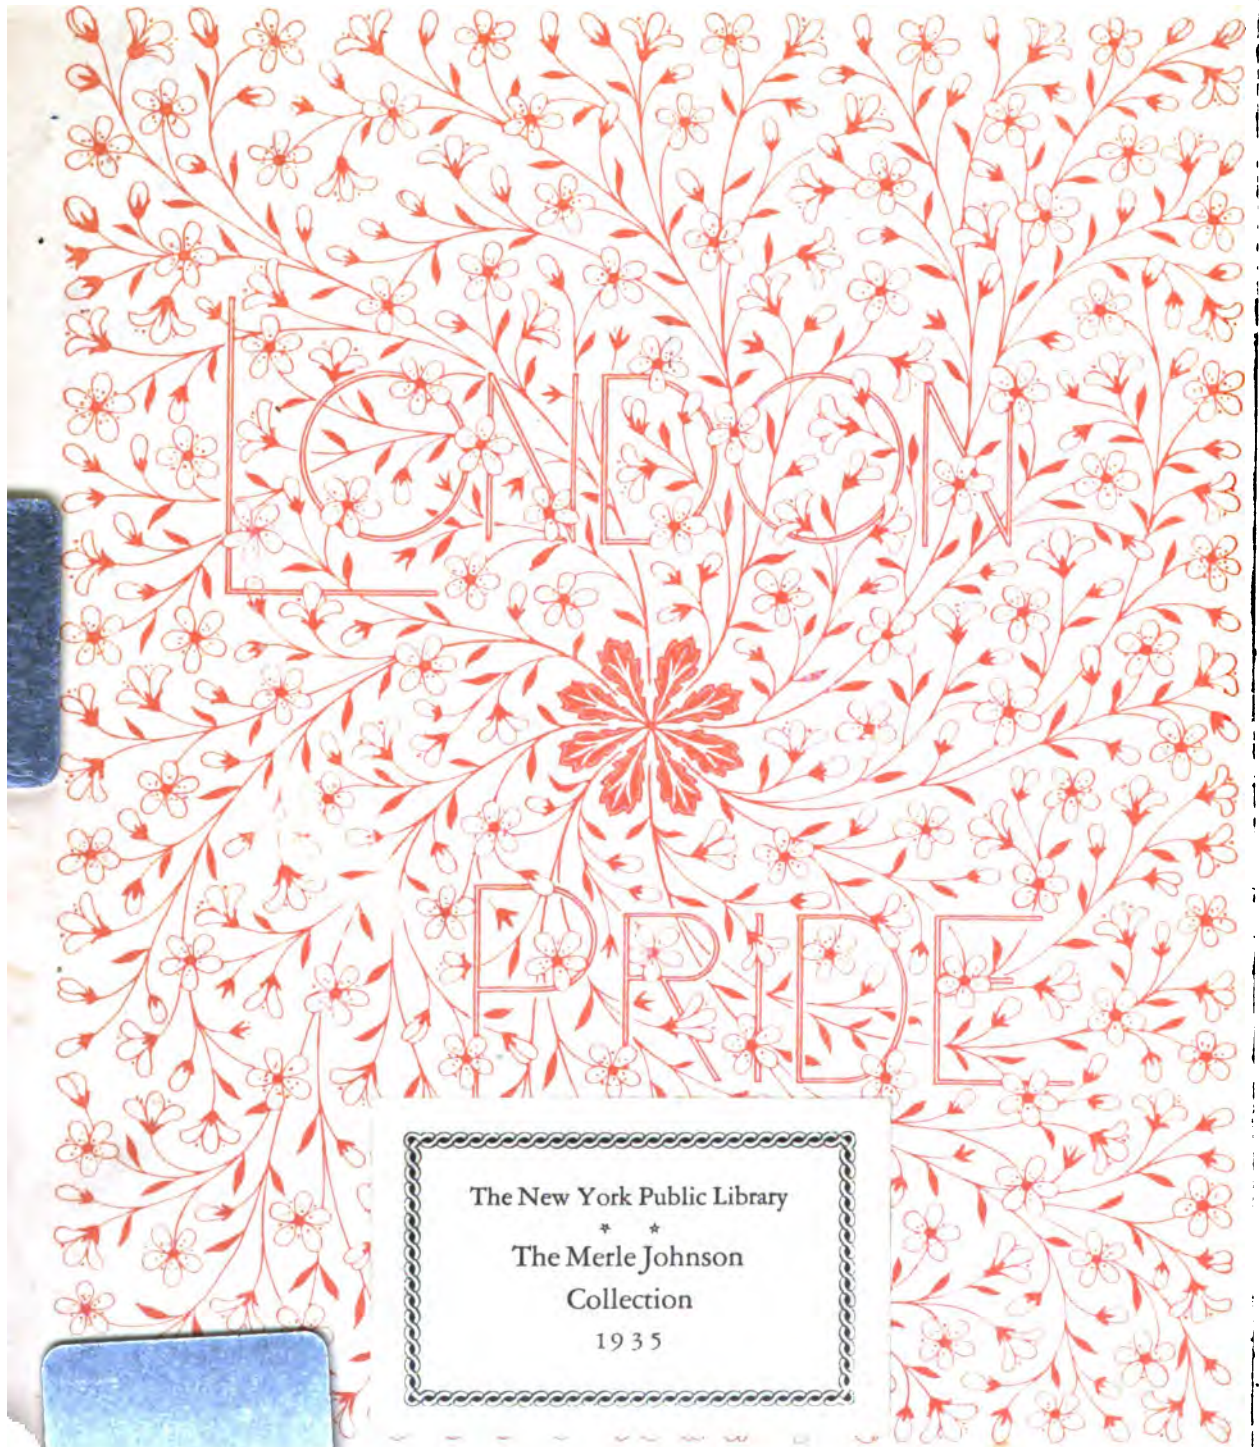 LONDON
PRIDE
The New York Public Library
The Merle Johnson
Collection
1935